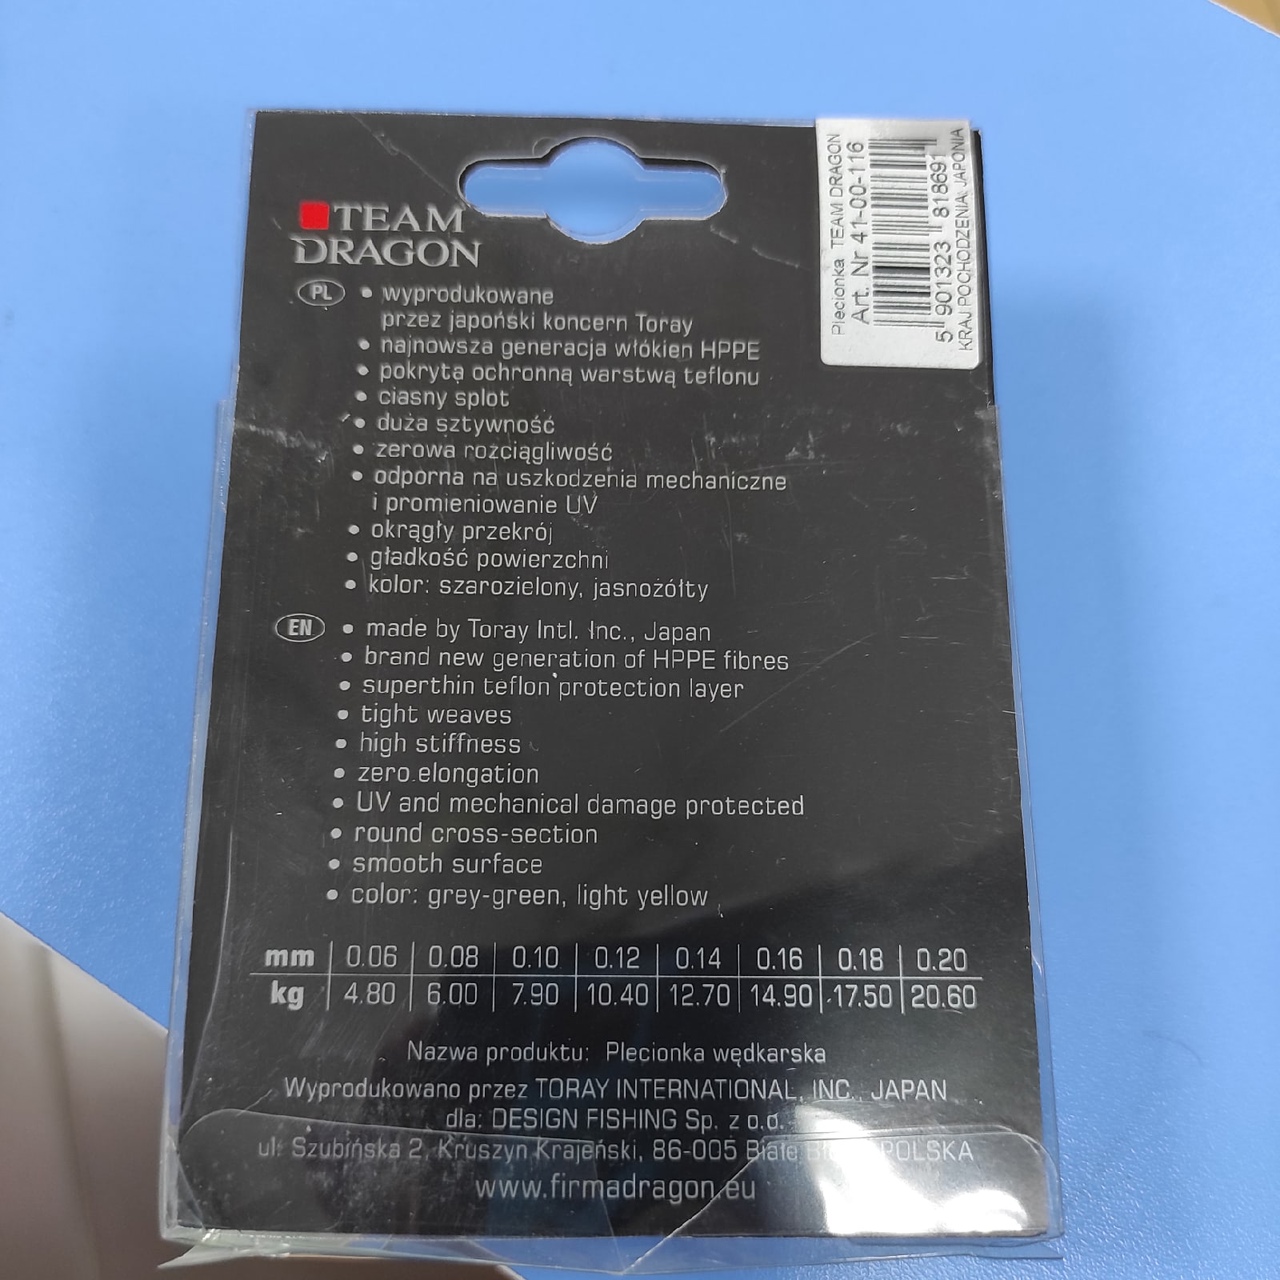 TEAM
DRAGON
PL
• wyprodukowane
przez japoński koncern Toray
• najnowsza generacja włókien HPPE
• pokryta ochronną warstwą teflonu
• ciasny splot
• duża sztywność
• zerowa rozciągliwość
• odporna na uszkodzenia mechaniczne
i promieniowanie UV
• okrągły przekrój
• gładkość powierzchni
• kolor: szarozielony, jasnożółty
EN
• made by Toray Intl. Inc., Japan
• brand new generation of HPPE fibres
• superthin teflon protection layer
• tight weaves
• high stiffness
• zero elongation
• UV and mechanical damage protected
• round cross-section
• smooth surface
• color: grey-green, light yellow
mm 0.06 0.08 0.10 0.12 0.14 0.16 0.18 0.20
kg 4.80 6.00 7.90 10.40 12.70 14.90 17.50 20.60
Nazwa produktu: Plecionka wędkarska
Wyprodukowano przez TORAY INTERNATIONAL, INC., JAPAN
dla: DESIGN FISHING Sp. z o.o.
ul. Szubińska 2, Kruszyn Krajeński, 86-005 Białe POLSKA
www.firmadragon.eu
Plecionka TEAM DRAGON
Art. Nr 41-00-116
5 901323 818691
KRAJ POCHODZENIA: JAPONIA